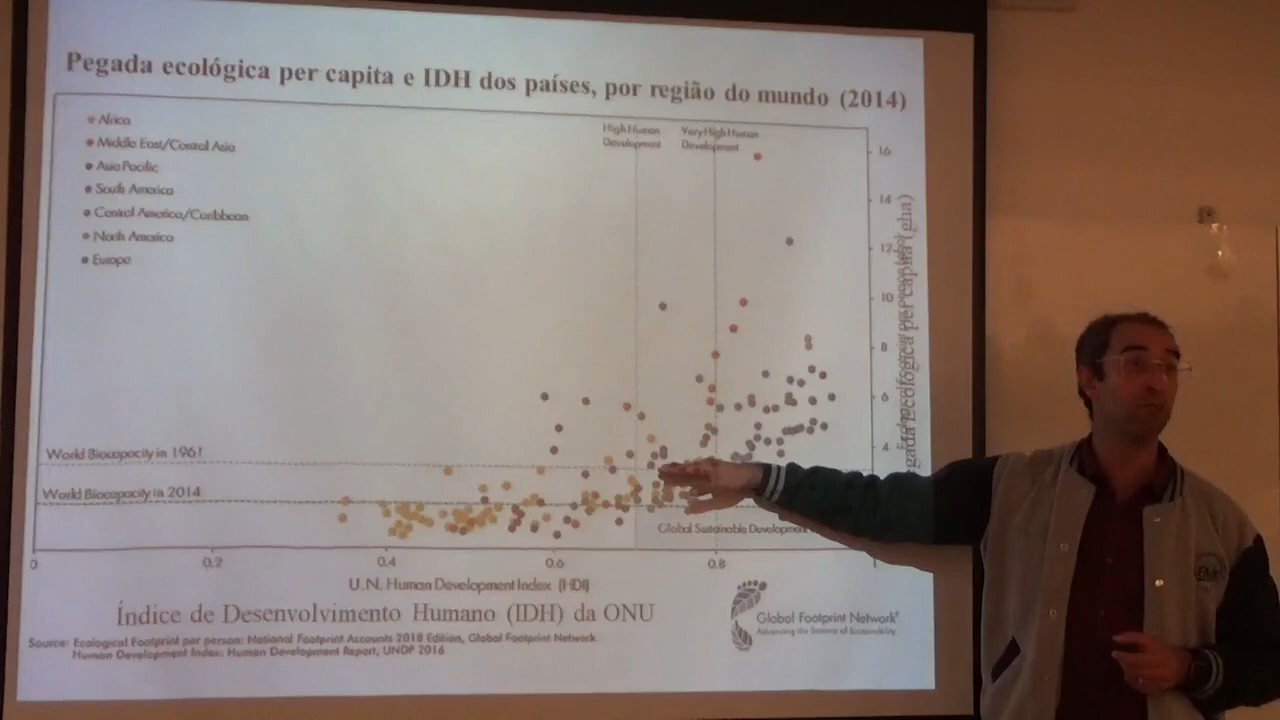 Pegada ecológica per capita e IDH dos países, por região do mundo (2014)
Africa
Middle East/Central Asia
Asia Pacific
South America
Central America/Caribbean
North America
Europe
High Human
Development
Very High Human
Development
16
14
12
10
8
6
4
gada ecológica per capita (gha)
World Biocapacity in 1961
World Biocapacity in 2014
Global Sustainable Development
0
0.2
0.4
0.6
0.8
U.N. Human Development Index (HDI)
Índice de Desenvolvimento Humano (IDH) da ONU
Global Footprint Network
Advancing the Science of Sustainability
Source: Ecological Footprint per person: National Footprint Accounts 2018 Edition, Global Footprint Network
Human Development Index: Human Development Report, UNDP 2016